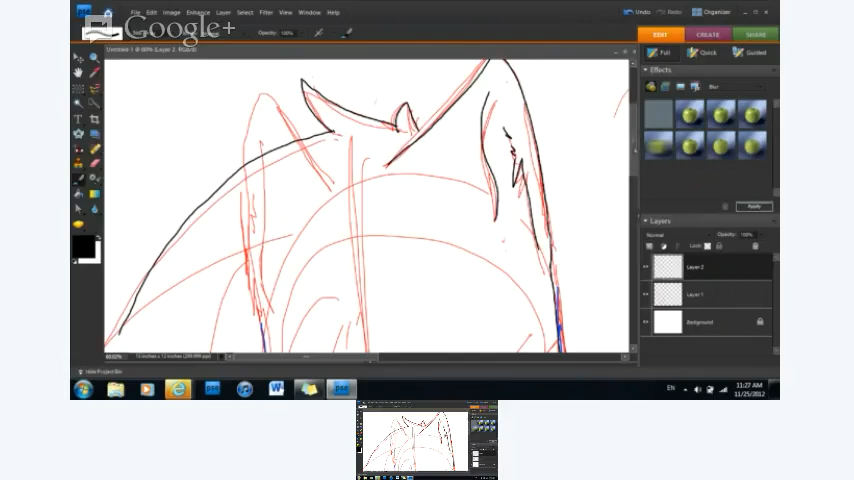 File Edit Image Enhance Layer Select Filter View Window Help
Undo Redo Organizer
Google+
Opacity: 100%
EDIT CREATE SHARE
Full Quick Guided
Effects
Blur
Apply
Layers
Normal Opacity: 100%
Lock:
Layer 2
Layer 1
Background
Hide Project Bin
EN
11:27 AM
11/25/2012